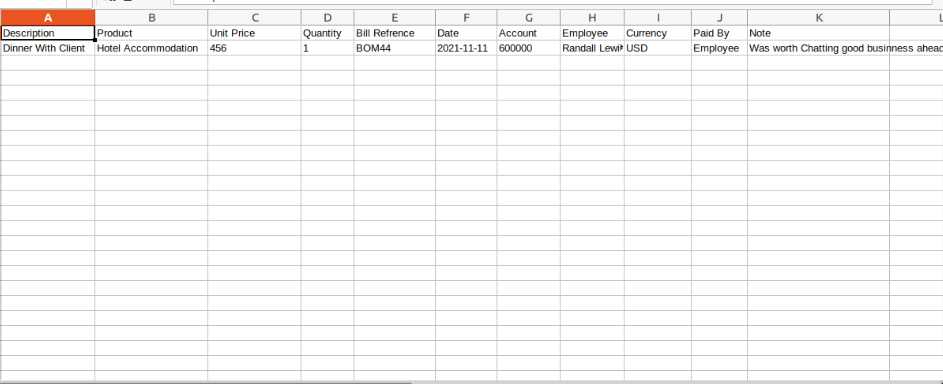 A B C D E F G H I J K
Description Product Unit Price Quantity Bill Refrence Date Account Employee Currency Paid By Note
Dinner With Client Hotel Accommodation 456 1 BOM44 2021-11-11 600000 Randall Lewi USD Employee Was worth Chatting good businness ahead